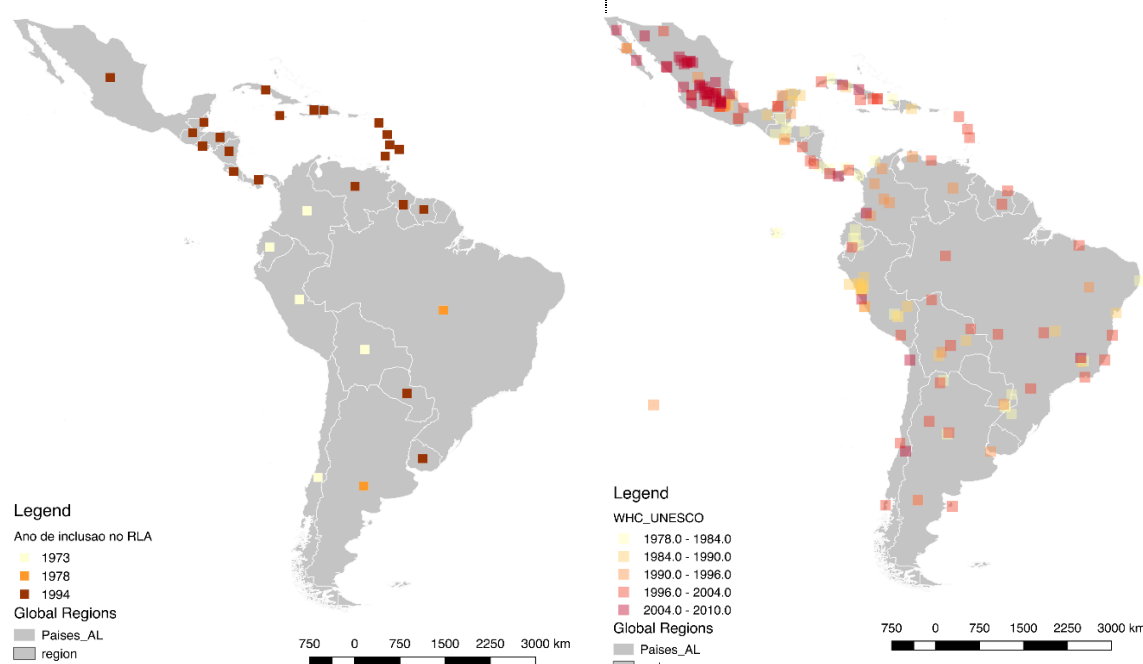 Legend
Ano de inclusao no RLA
1973
1978
1994
Global Regions
Paises_AL
region
750 0 750 1500 2250 3000 km
Legend
WHC_UNESCO
1978.0 - 1984.0
1984.0 - 1990.0
1990.0 - 1996.0
1996.0 - 2004.0
2004.0 - 2010.0
Global Regions
Paises_AL
750 0 750 1500 2250 3000 km